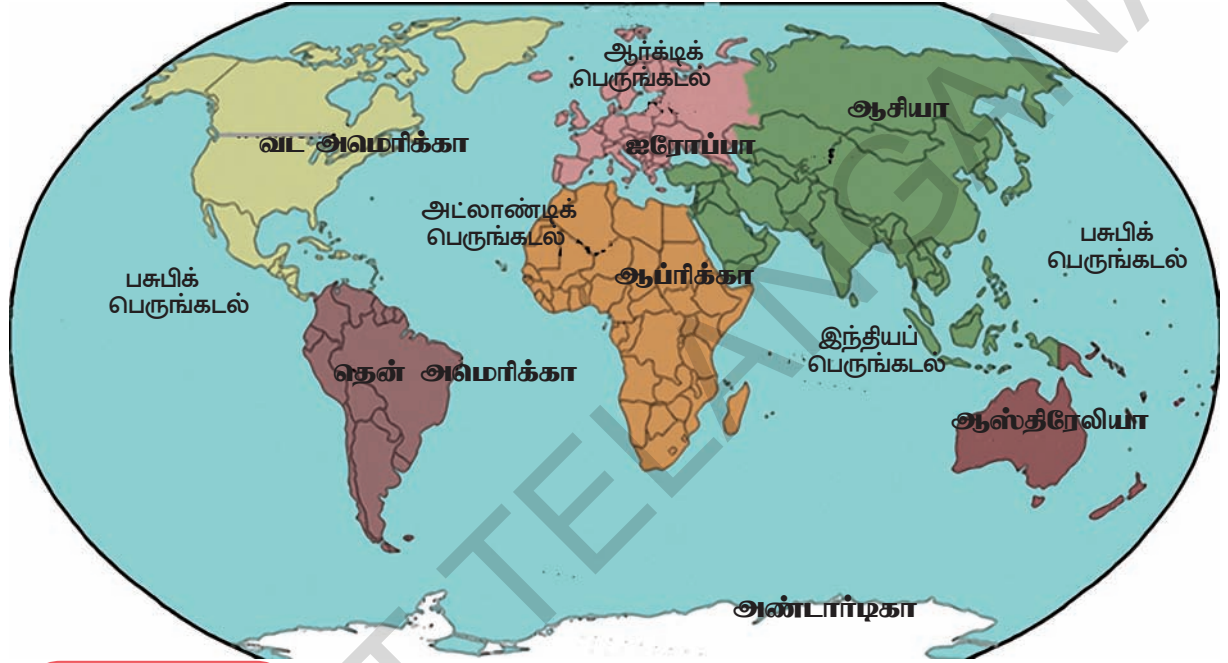 ஆர்க்டிக்
பெருங்கடல்
ஆசியா
வட அமெரிக்கா
ஐரோப்பா
அட்லாண்டிக்
பெருங்கடல்
பசுபிக்
பெருங்கடல்
ஆப்ரிக்கா
பசுபிக்
பெருங்கடல்
இந்தியப்
பெருங்கடல்
தென் அமெரிக்கா
ஆஸ்திரேலியா
அண்டார்டிகா
TELANGANA